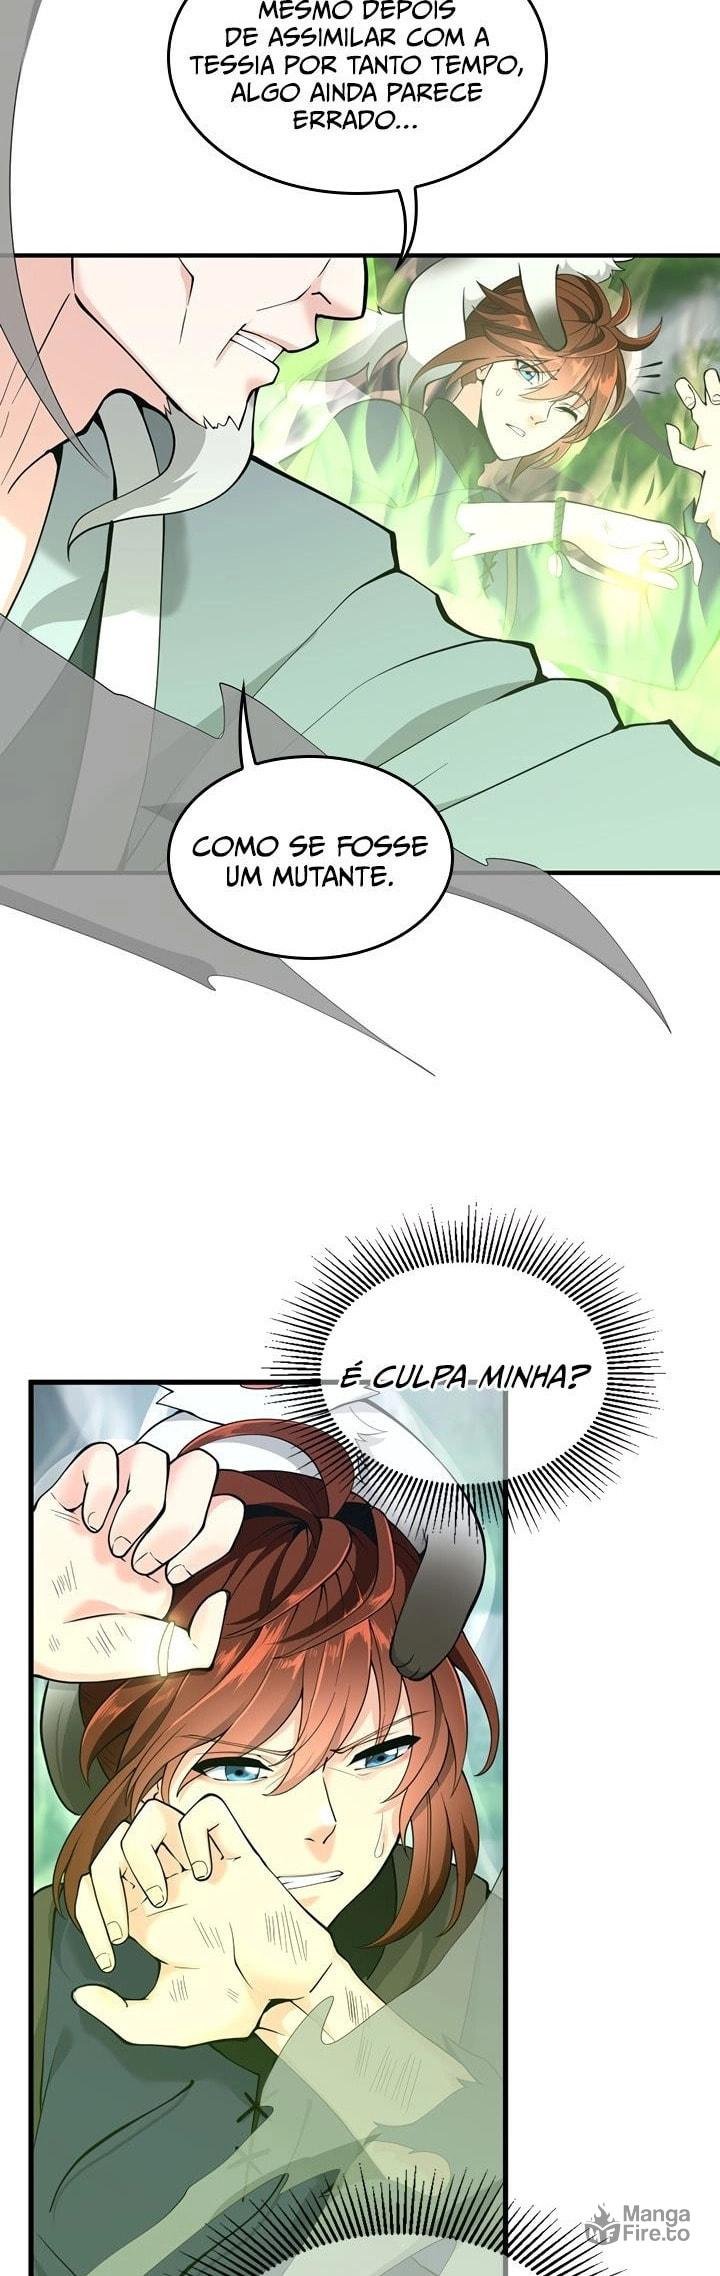 MESMO DEPOIS
DE ASSIMILAR COM A
TESSIA POR TANTO TEMPO,
ALGO AINDA PARECE
ERRADO...
COMO SE FOSSE
UM MUTANTE.
É CULPA MINHA?
Manga
Fire.to